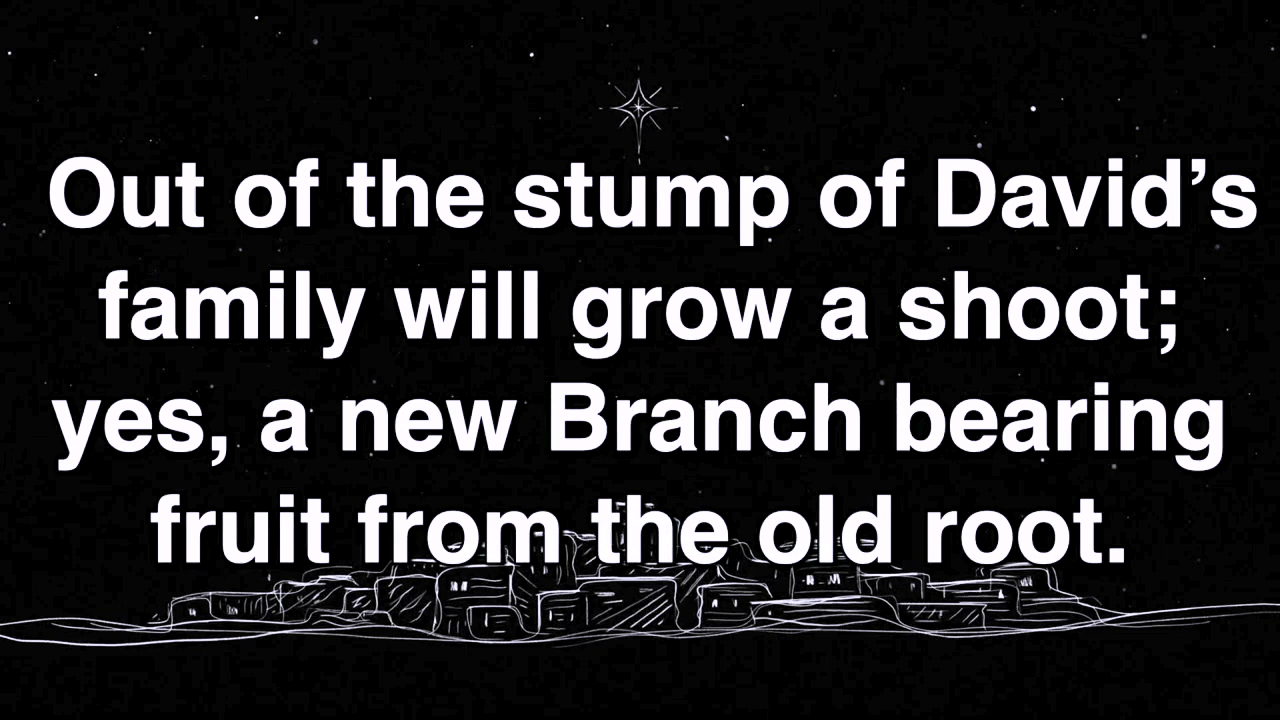 Out of the stump of David’s
family will grow a shoot;
yes, a new Branch bearing
fruit from the old root.